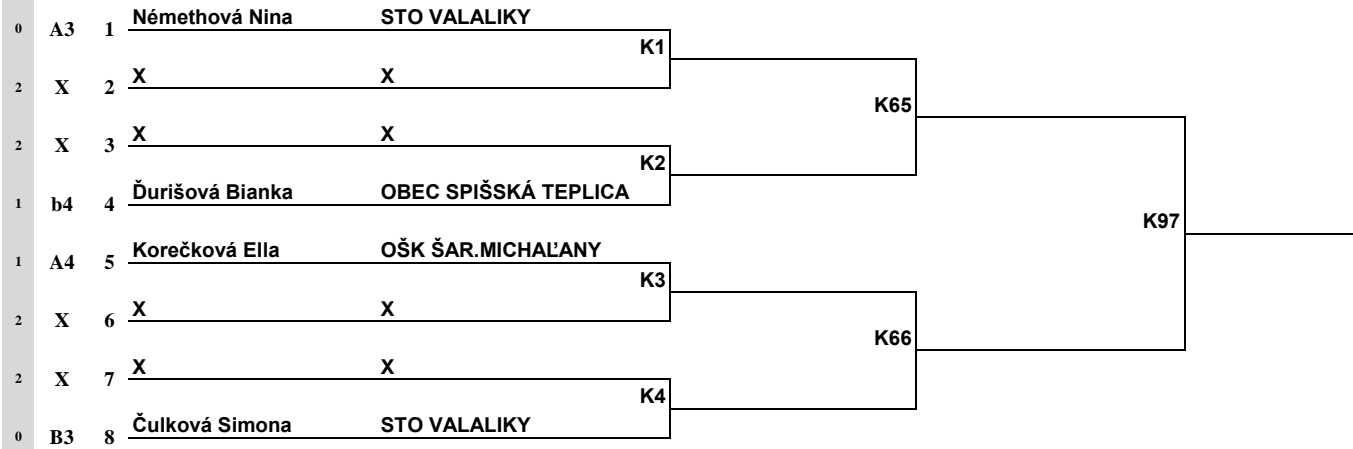 0 A3 1 Némethová Nina STO VALALIKY
K1
2 X 2 X X
K65
2 X 3 X X
K2
1 b4 4 Ďurišová Bianka OBEC SPIŠSKÁ TEPLICA
K97
1 A4 5 Korečková Ella OŠK ŠAR.MICHAĽANY
K3
2 X 6 X X
K66
2 X 7 X X
K4
0 B3 8 Čulková Simona STO VALALIKY